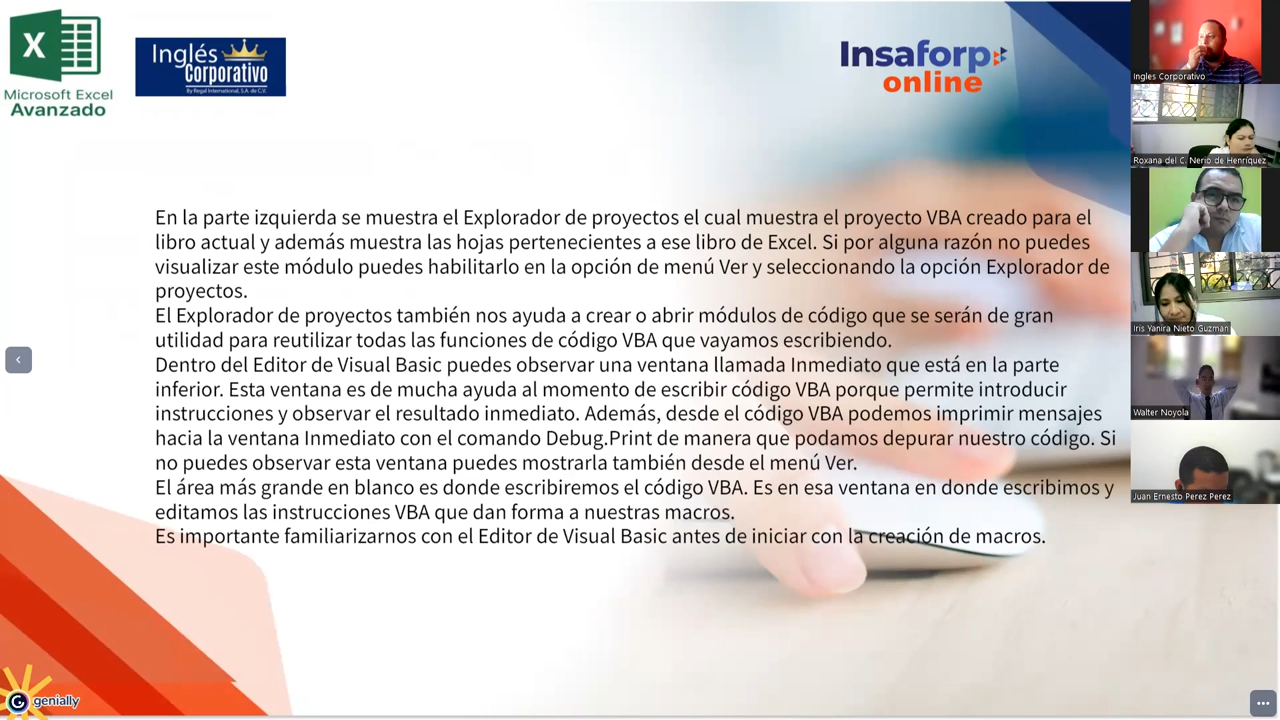 Microsoft Excel
Avanzado
Inglés
Corporativo
By Regal International, S.A. de C.V.
Insaforp
online
En la parte izquierda se muestra el Explorador de proyectos el cual muestra el proyecto VBA creado para el
libro actual y además muestra las hojas pertenecientes a ese libro de Excel. Si por alguna razón no puedes
visualizar este módulo puedes habilitarlo en la opción de menú Ver y seleccionando la opción Explorador de
proyectos.
El Explorador de proyectos también nos ayuda a crear o abrir módulos de código que se serán de gran
utilidad para reutilizar todas las funciones de código VBA que vayamos escribiendo.
Dentro del Editor de Visual Basic puedes observar una ventana llamada Inmediato que está en la parte
inferior. Esta ventana es de mucha ayuda al momento de escribir código VBA porque permite introducir
instrucciones y observar el resultado inmediato. Además, desde el código VBA podemos imprimir mensajes
hacia la ventana Inmediato con el comando Debug.Print de manera que podamos depurar nuestro código. Si
no puedes observar esta ventana puedes mostrarla también desde el menú Ver.
El área más grande en blanco es donde escribiremos el código VBA. Es en esa ventana en donde escribimos y
editamos las instrucciones VBA que dan forma a nuestras macros.
Es importante familiarizarnos con el Editor de Visual Basic antes de iniciar con la creación de macros.
genially
Ingles Corporativo
Roxana del C. Nerio de Henríquez
Iris Yanira Nieto Guzman
Walter Noyola
Juan Ernesto Perez Perez